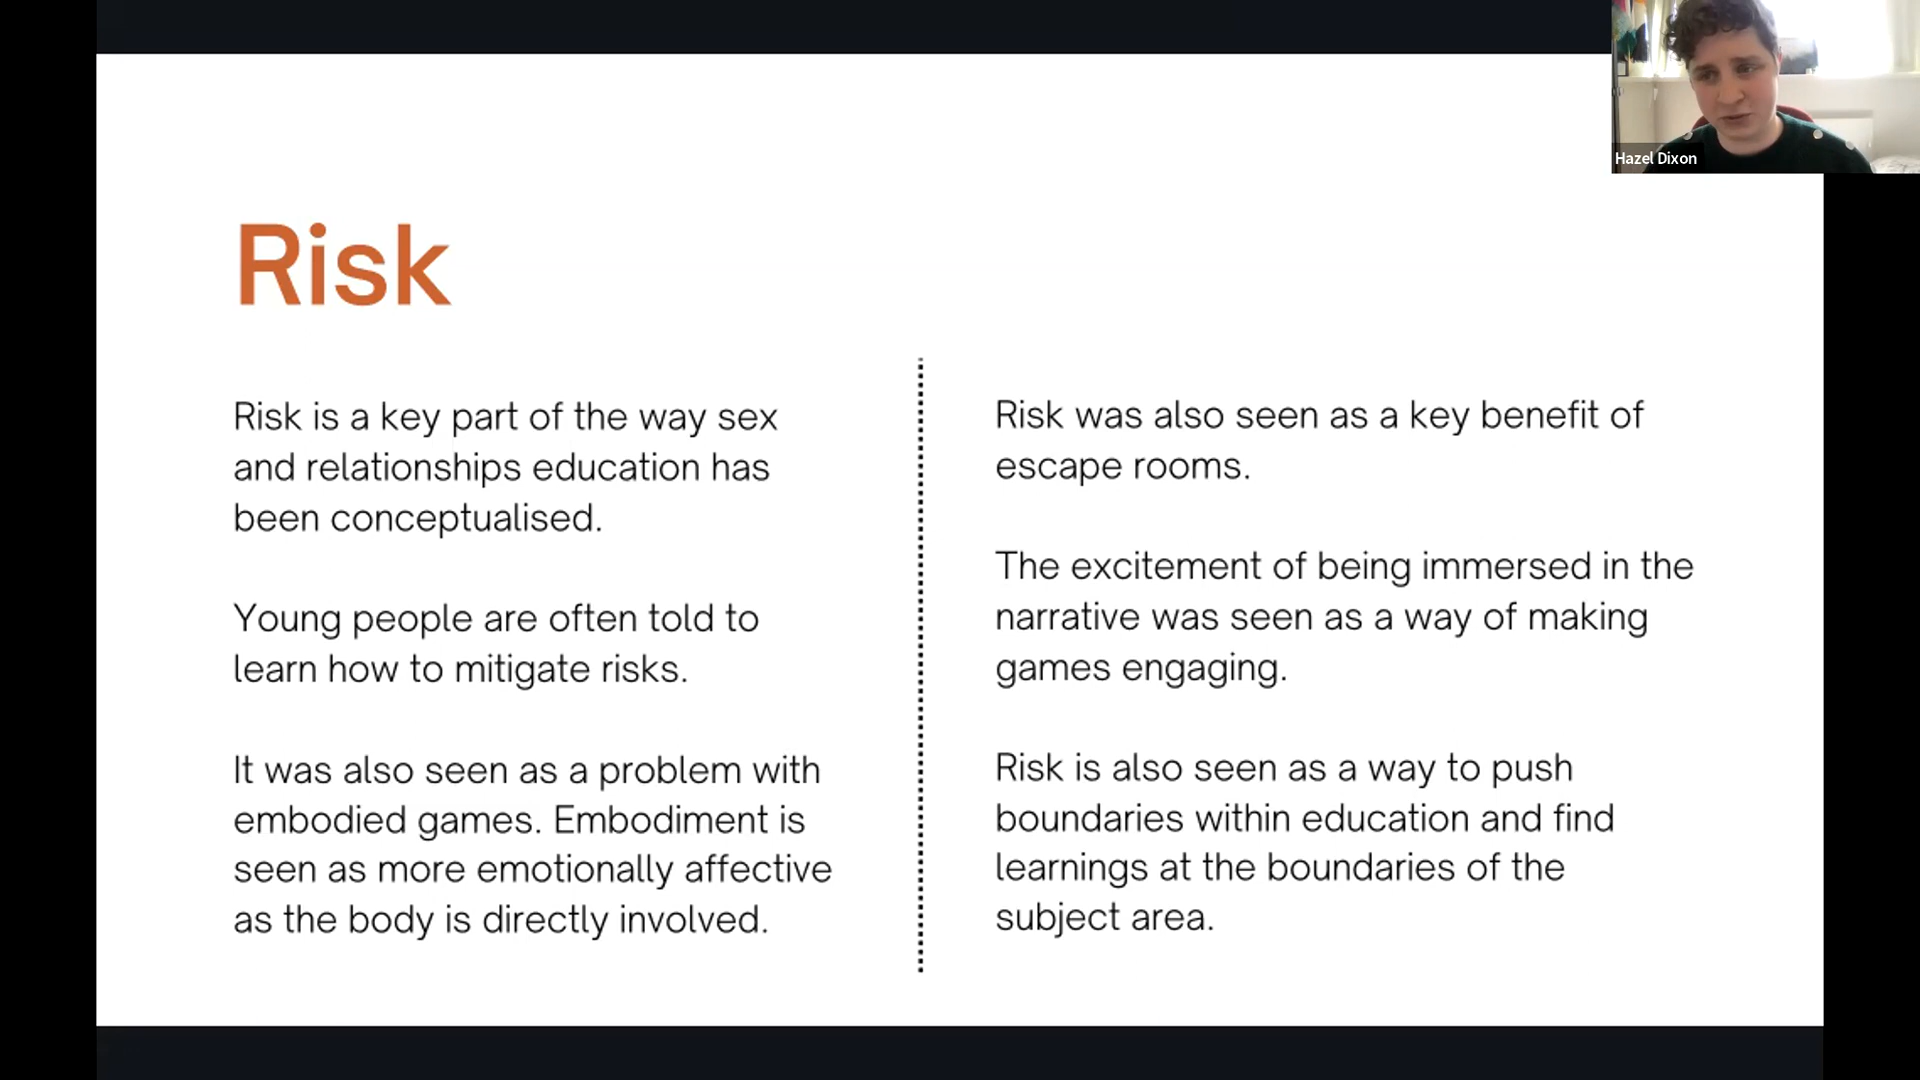 Hazel Dixon
Risk
Risk is a key part of the way sex
and relationships education has
been conceptualised.
Young people are often told to
learn how to mitigate risks.
It was also seen as a problem with
embodied games. Embodiment is
seen as more emotionally affective
as the body is directly involved.
Risk was also seen as a key benefit of
escape rooms.
The excitement of being immersed in the
narrative was seen as a way of making
games engaging.
Risk is also seen as a way to push
boundaries within education and find
learnings at the boundaries of the
subject area.